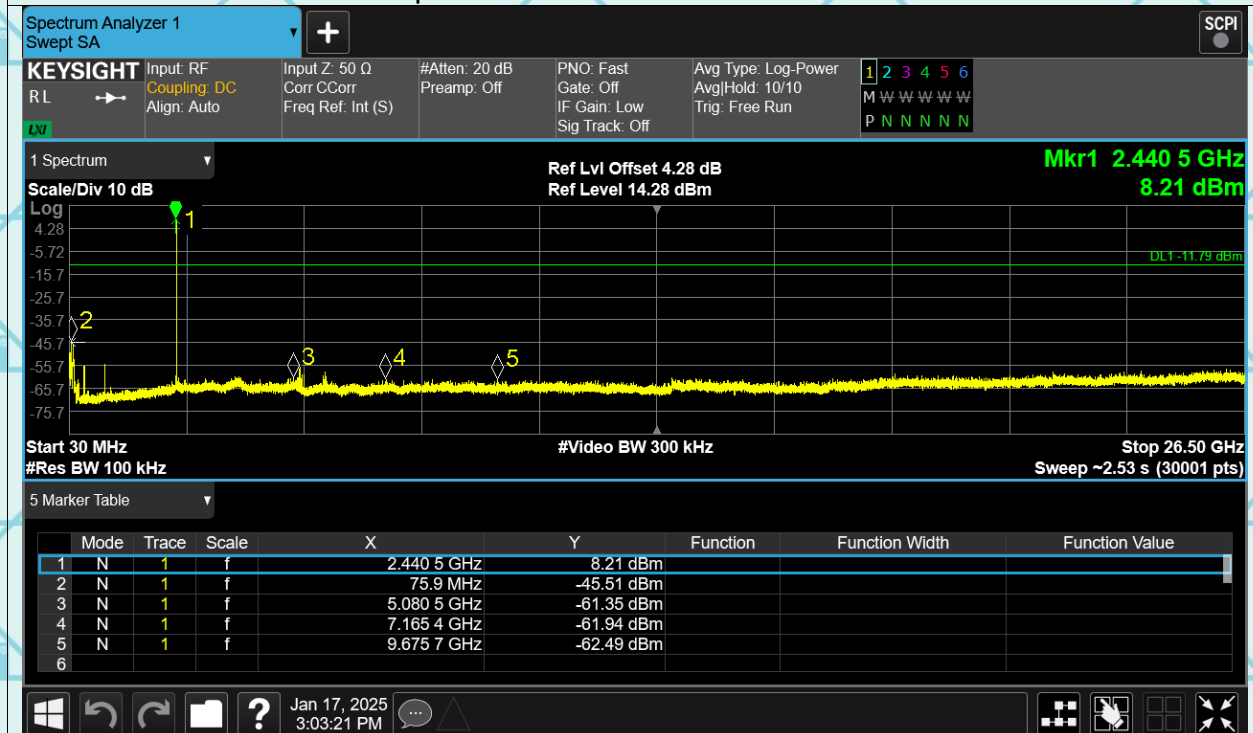 Spectrum Analyzer 1
Swept SA
+
SCPI
KEYSIGHT
RL
LXI
Input: RF
Coupling: DC
Align: Auto
Input Z: 50 Ω
Corr CCorr
Freq Ref: Int (S)
#Atten: 20 dB
Preamp: Off
PNO: Fast
Gate: Off
IF Gain: Low
Sig Track: Off
Avg Type: Log-Power
Avg|Hold: 10/10
Trig: Free Run
1 2 3 4 5 6
M W W W W W
P N N N N N
1 Spectrum
Scale/Div 10 dB
Ref Lvl Offset 4.28 dB
Ref Level 14.28 dBm
Mkr1 2.440 5 GHz
8.21 dBm
Log
4.28
-5.72
-15.7
-25.7
-35.7
-45.7
-55.7
-65.7
-75.7
1
2
3
4
5
DL1 -11.79 dBm
Start 30 MHz
#Video BW 300 kHz
Stop 26.50 GHz
#Res BW 100 kHz
Sweep ~2.53 s (30001 pts)
5 Marker Table
Mode Trace Scale X Y Function Function Width Function Value
1 N 1 f 2.440 5 GHz 8.21 dBm
2 N 1 f 75.9 MHz -45.51 dBm
3 N 1 f 5.080 5 GHz -61.35 dBm
4 N 1 f 7.165 4 GHz -61.94 dBm
5 N 1 f 9.675 7 GHz -62.49 dBm
6
?
Jan 17, 2025
3:03:21 PM